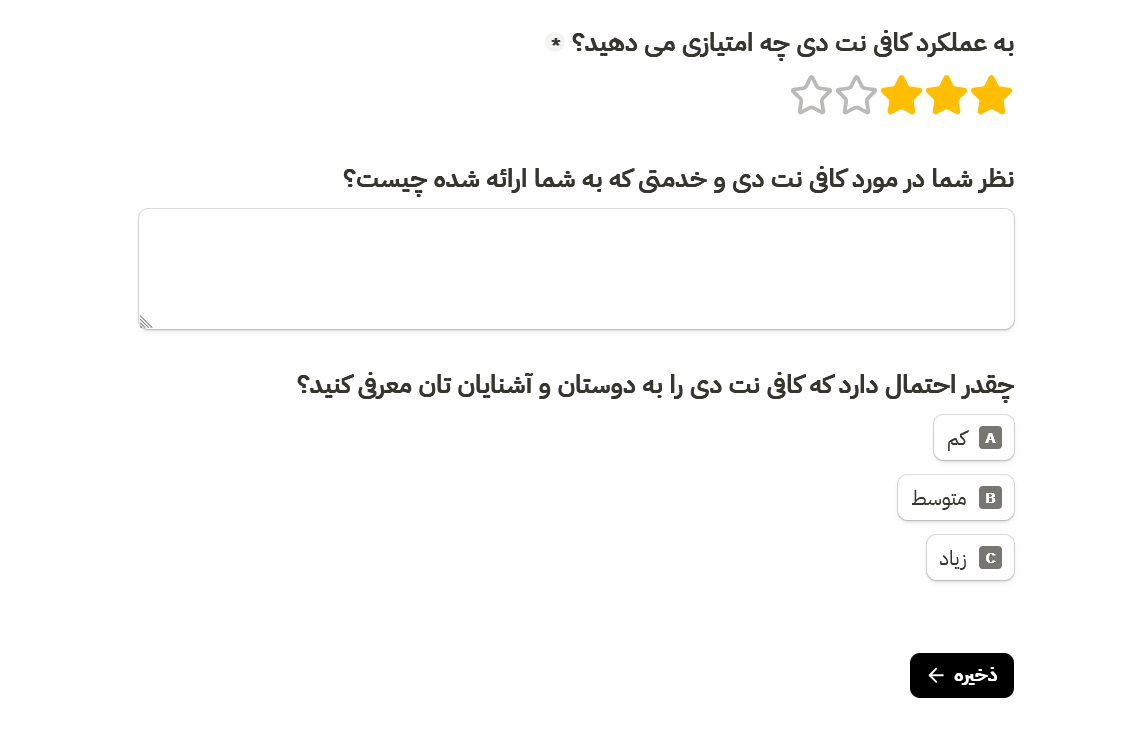 به عملکرد کافی نت دی چه امتیازی می دهید؟ *
نظر شما در مورد کافی نت دی و خدمتی که به شما ارائه شده چیست؟
چقدر احتمال دارد که کافی نت دی را به دوستان و آشنایان تان معرفی کنید؟
A کم
B متوسط
C زیاد
ذخیره ←